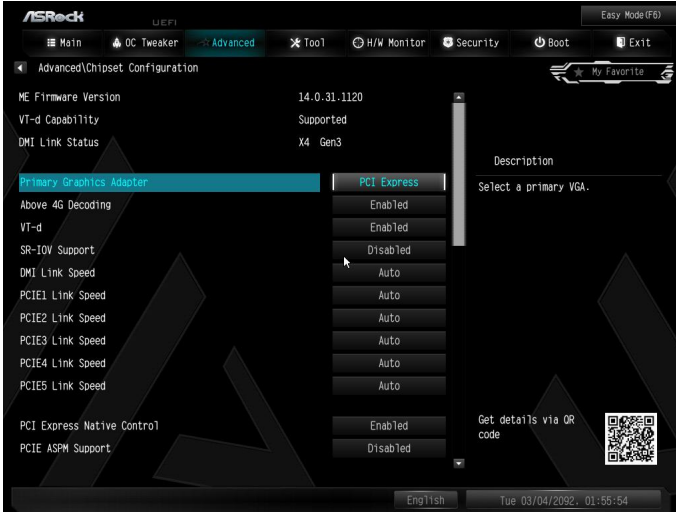 ASRock UEFI Easy Mode(F6)
Main OC Tweaker Advanced Tool H/W Monitor Security Boot Exit
Advanced\Chipset Configuration My Favorite
ME Firmware Version 14.0.31.1120
VT-d Capability Supported
DMI Link Status X4 Gen3
Description
Primary Graphics Adapter PCI Express Select a primary VGA.
Above 4G Decoding Enabled
VT-d Enabled
SR-IOV Support Disabled
DMI Link Speed Auto
PCIE1 Link Speed Auto
PCIE2 Link Speed Auto
PCIE3 Link Speed Auto
PCIE4 Link Speed Auto
PCIE5 Link Speed Auto
PCI Express Native Control Enabled Get details via QR
code
PCIE ASPM Support Disabled
English Tue 03/04/2092. 01:55:54